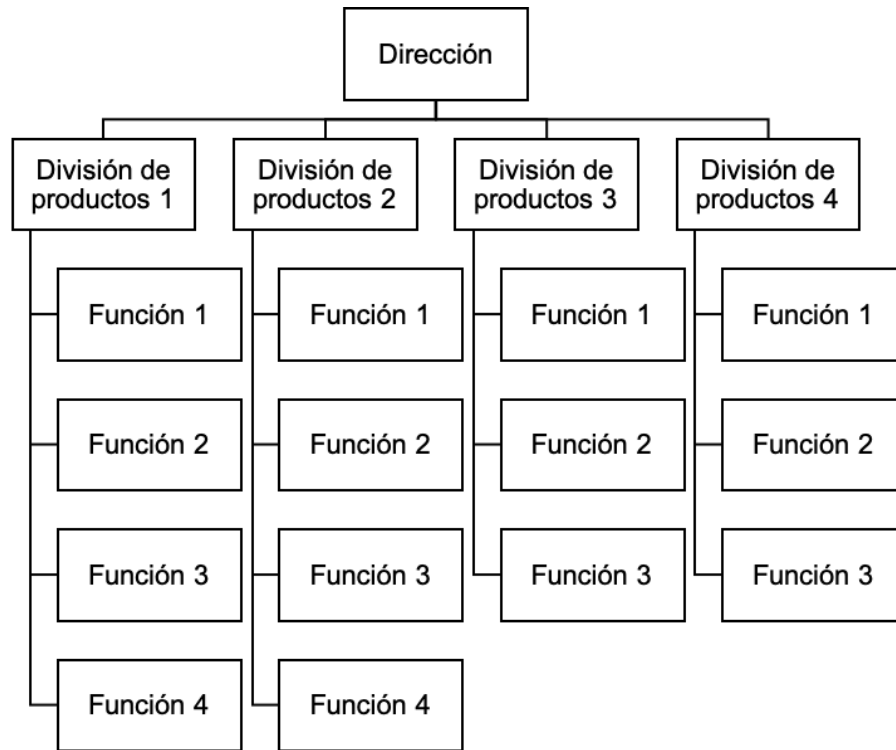 Dirección
División de
productos 1
División de
productos 2
División de
productos 3
División de
productos 4
Función 1
Función 1
Función 1
Función 1
Función 2
Función 2
Función 2
Función 2
Función 3
Función 3
Función 3
Función 3
Función 4
Función 4